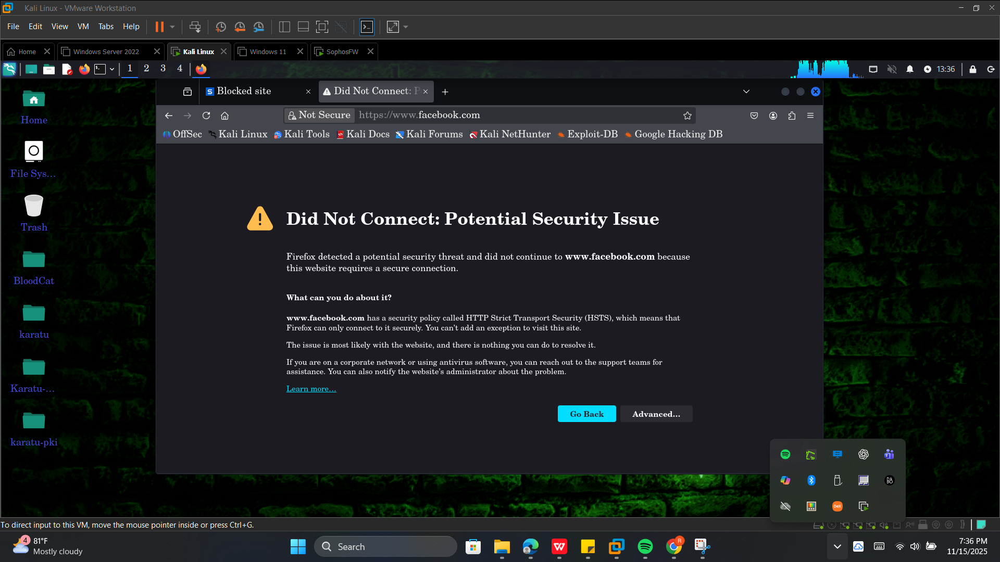 Kali Linux - VMware Workstation
File Edit View VM Tabs Help
Home Windows Server 2022 Kali Linux Windows 11 SophosFW
1 2 3 4 13:36
Blocked site Did Not Connect: P
Not Secure https://www.facebook.com
OffSec Kali Linux Kali Tools Kali Docs Kali Forums Kali NetHunter Exploit-DB Google Hacking DB
Home
File Sys...
Trash
BloodCat
karatu
Karatu-...
karatu-pki
Did Not Connect: Potential Security Issue
Firefox detected a potential security threat and did not continue to www.facebook.com because
this website requires a secure connection.
What can you do about it?
www.facebook.com has a security policy called HTTP Strict Transport Security (HSTS), which means that
Firefox can only connect to it securely. You can’t add an exception to visit this site.
The issue is most likely with the website, and there is nothing you can do to resolve it.
If you are on a corporate network or using antivirus software, you can reach out to the support teams for
assistance. You can also notify the website’s administrator about the problem.
Learn more…
Go Back Advanced...
DeX
To direct input to this VM, move the mouse pointer inside or press Ctrl+G.
4 81°F
Mostly cloudy
Search
R
7:36 PM
11/15/2025